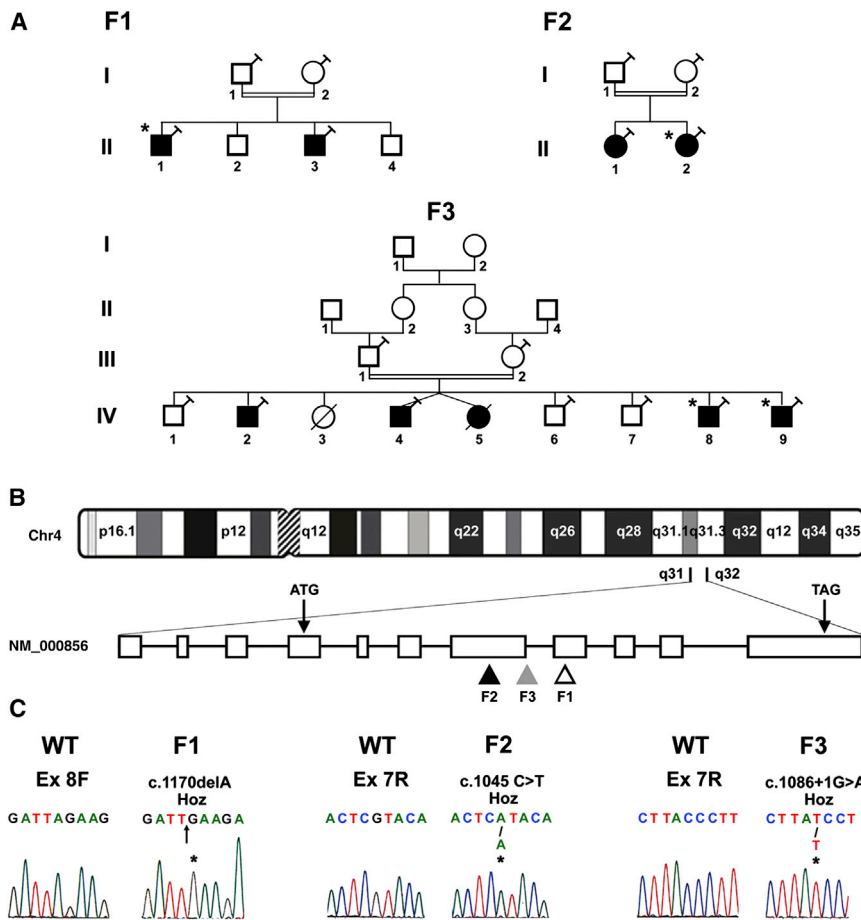 A
F1
F2
I
1
2
I
1
2
*
II
1
2
3
4
II
1
*
2
F3
I
1
2
II
1
2
3
4
III
1
2
IV
1
2
3
4
5
6
7
*
8
*
9
B
Chr4
p16.1 p12 q12 q22 q26 q28 q31.1 q31.3 q32 q12 q34 q35
q31 q32
ATG
TAG
NM_000856
F2 F3 F1
C
WT F1 WT F2 WT F3
Ex 8F c.1170delA Ex 7R c.1045 C>T Ex 7R c.1086+1G>A
Hoz Hoz Hoz
GATTAGAAG GATTGAAGA ACTCGTACA ACTCATACA CTTACCCTT CTTATCCT
A T
* * *